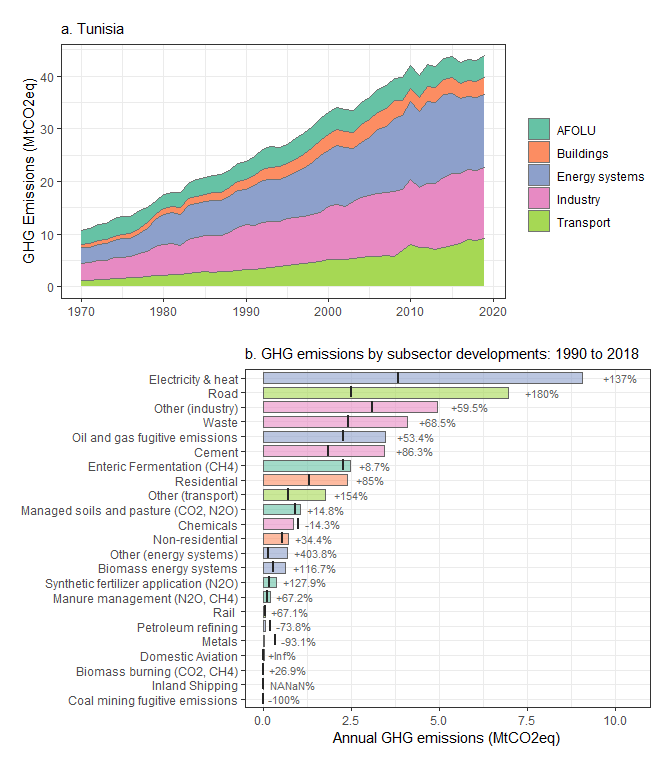 a. Tunisia
GHG Emissions (MtCO2eq)
40
30
20
10
0
1970 1980 1990 2000 2010 2020
AFOLU
Buildings
Energy systems
Industry
Transport
b. GHG emissions by subsector developments: 1990 to 2018
Electricity & heat +137%
Road +180%
Other (industry) +59.5%
Waste +68.5%
Oil and gas fugitive emissions +53.4%
Cement +86.3%
Enteric Fermentation (CH4) +8.7%
Residential +85%
Other (transport) +154%
Managed soils and pasture (CO2, N2O) +14.8%
Chemicals -14.3%
Non-residential +34.4%
Other (energy systems) +403.8%
Biomass energy systems +116.7%
Synthetic fertilizer application (N2O) +127.9%
Manure management (N2O, CH4) +67.2%
Rail +67.1%
Petroleum refining -73.8%
Metals -93.1%
Domestic Aviation +Inf%
Biomass burning (CO2, CH4) +26.9%
Inland Shipping NANaN%
Coal mining fugitive emissions -100%
0.0 2.5 5.0 7.5 10.0
Annual GHG emissions (MtCO2eq)